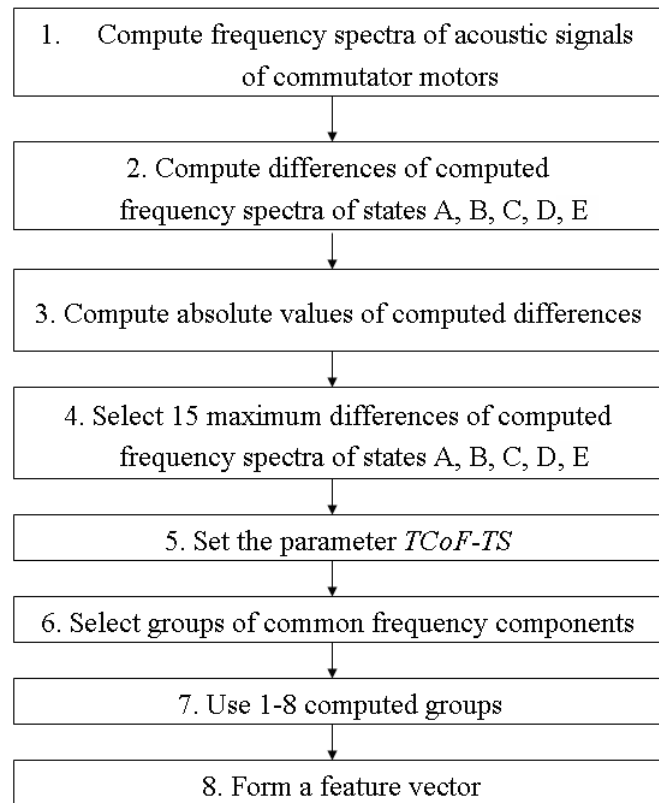 1. Compute frequency spectra of acoustic signals
of commutator motors
2. Compute differences of computed
frequency spectra of states A, B, C, D, E
3. Compute absolute values of computed differences
4. Select 15 maximum differences of computed
frequency spectra of states A, B, C, D, E
5. Set the parameter TCoF-TS
6. Select groups of common frequency components
7. Use 1-8 computed groups
8. Form a feature vector